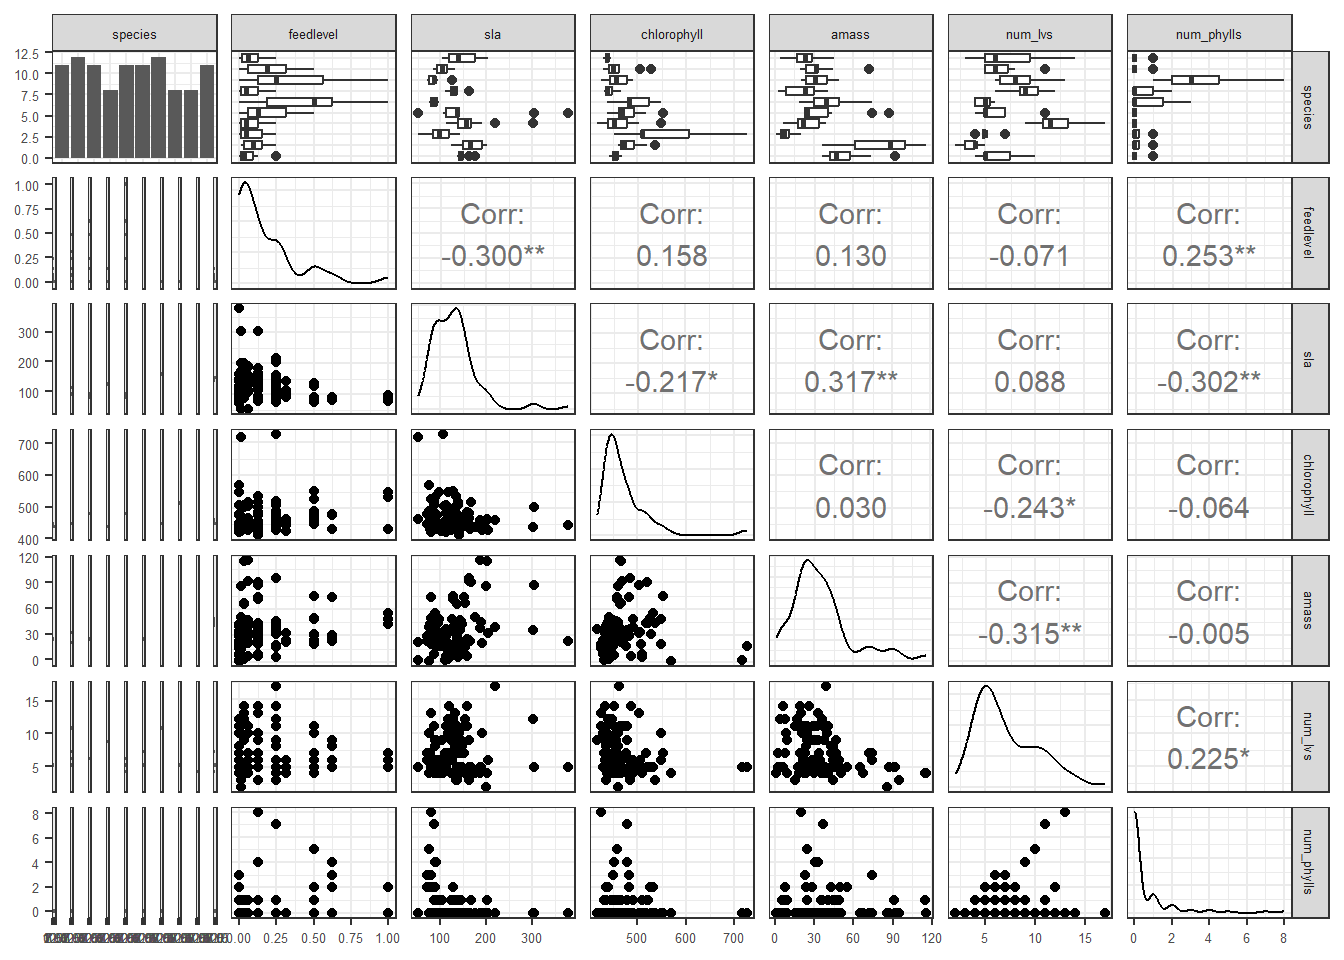 species feedlevel sla chlorophyll amass num_lvs num_phylls
12.5
10.0
7.5
5.0
2.5
0.0
species
1.00
0.75
0.50
0.25
0.00
Corr: Corr: Corr: Corr: Corr:
-0.300** 0.158 0.130 -0.071 0.253**
feedlevel
300
200
100
Corr: Corr: Corr: Corr:
-0.217* 0.317** 0.088 -0.302**
sla
700
600
500
400
Corr: Corr: Corr:
0.030 -0.243* -0.064
chlorophyll
120
90
60
30
0
Corr: Corr:
-0.315** -0.005
amass
15
10
5
Corr:
0.225*
num_lvs
8
6
4
2
0
num_phylls
0.00 0.25 0.50 0.75 1.00 100 200 300 500 600 700 0 30 60 90 120 5 10 15 0 2 4 6 8